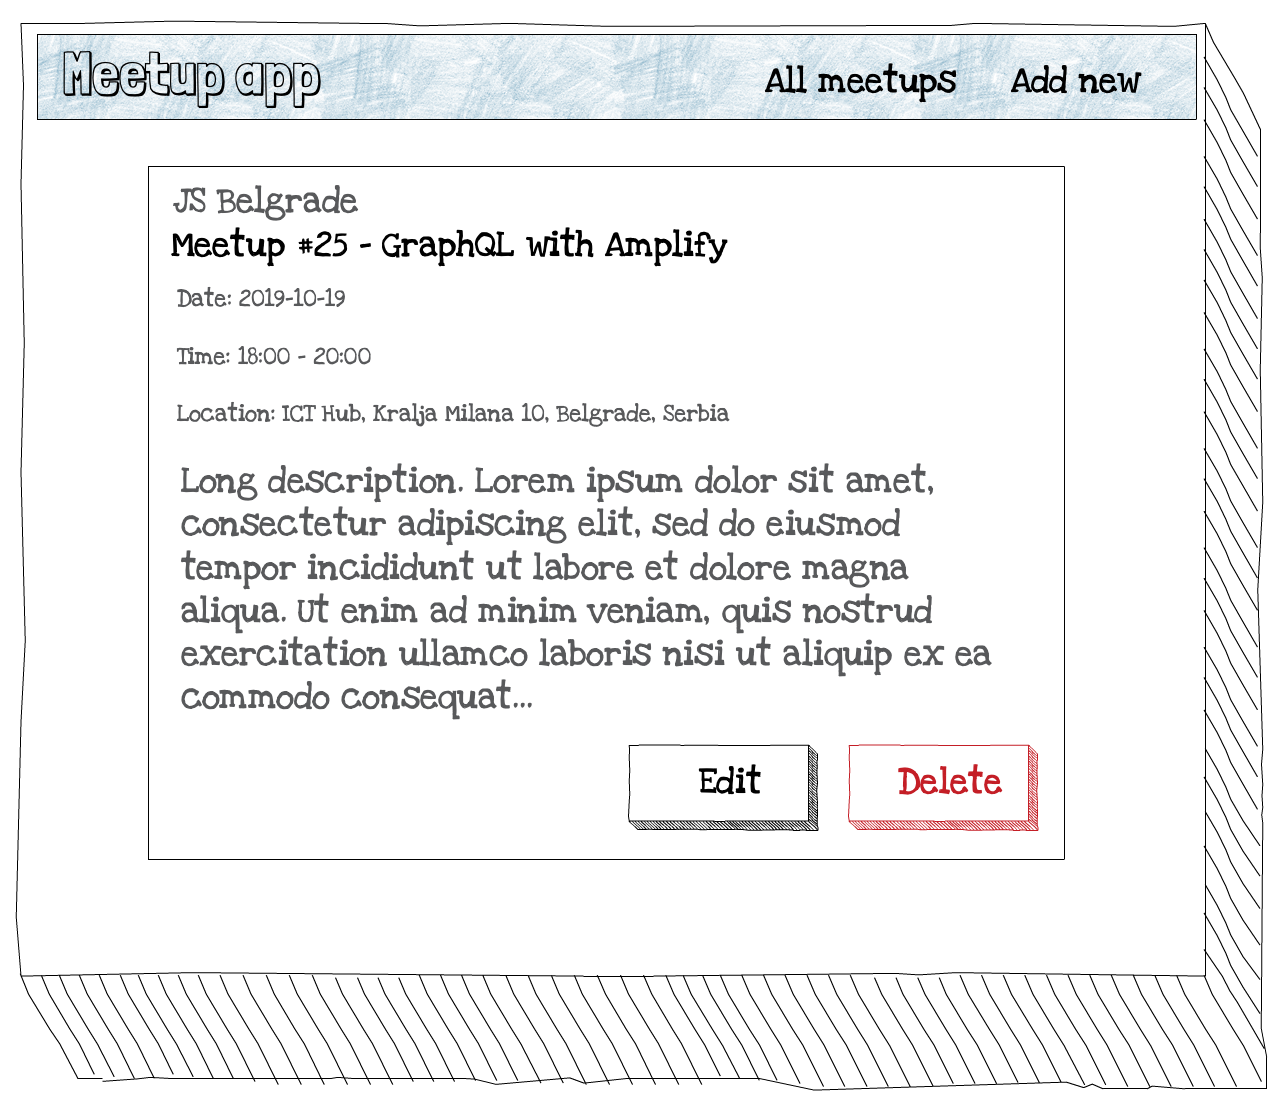 Meetup app
All meetups
Add new
JS Belgrade
Meetup #25 - GraphQL with Amplify
Date: 2019-10-19
Time: 18:00 - 20:00
Location: ICT Hub, Kralja Milana 10, Belgrade, Serbia
Long description. Lorem ipsum dolor sit amet,
consectetur adipiscing elit, sed do eiusmod
tempor incididunt ut labore et dolore magna
aliqua. Ut enim ad minim veniam, quis nostrud
exercitation ullamco laboris nisi ut aliquip ex ea
commodo consequat...
Edit
Delete